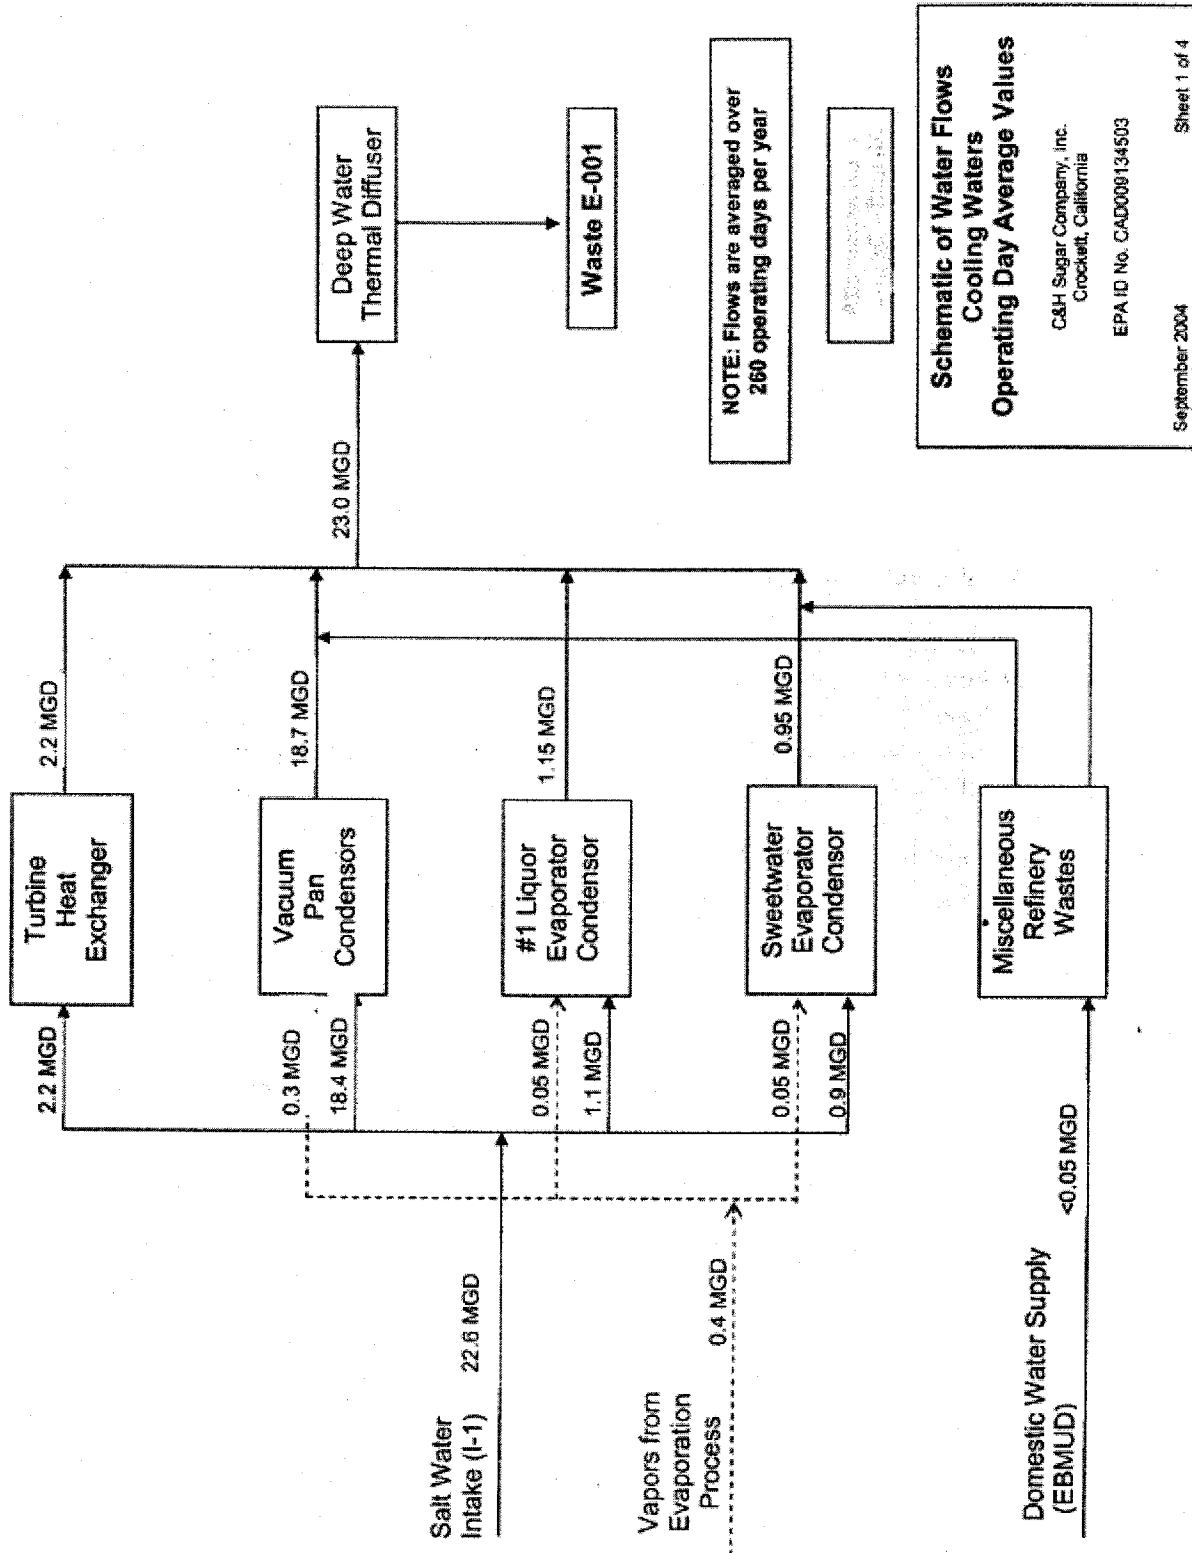 Salt Water
Intake (I-1)
22.6 MGD
Vapors from
Evaporation
Process
0.4 MGD
Domestic Water Supply
(EBMUD)
<0.05 MGD
2.2 MGD
0.3 MGD
18.4 MGD
0.05 MGD
1.1 MGD
0.05 MGD
0.9 MGD
Turbine
Heat
Exchanger
Vacuum
Pan
Condensors
#1 Liquor
Evaporator
Condensor
Sweetwater
Evaporator
Condensor
Miscellaneous
Refinery
Wastes
2.2 MGD
18.7 MGD
1.15 MGD
0.95 MGD
23.0 MGD
Deep Water
Thermal Diffuser
Waste E-001
NOTE: Flows are averaged over
260 operating days per year
Schematic of Water Flows
Cooling Waters
Operating Day Average Values
C&H Sugar Company, Inc.
Crockett, California
EPA ID No. CAD009134503
September 2004
Sheet 1 of 4